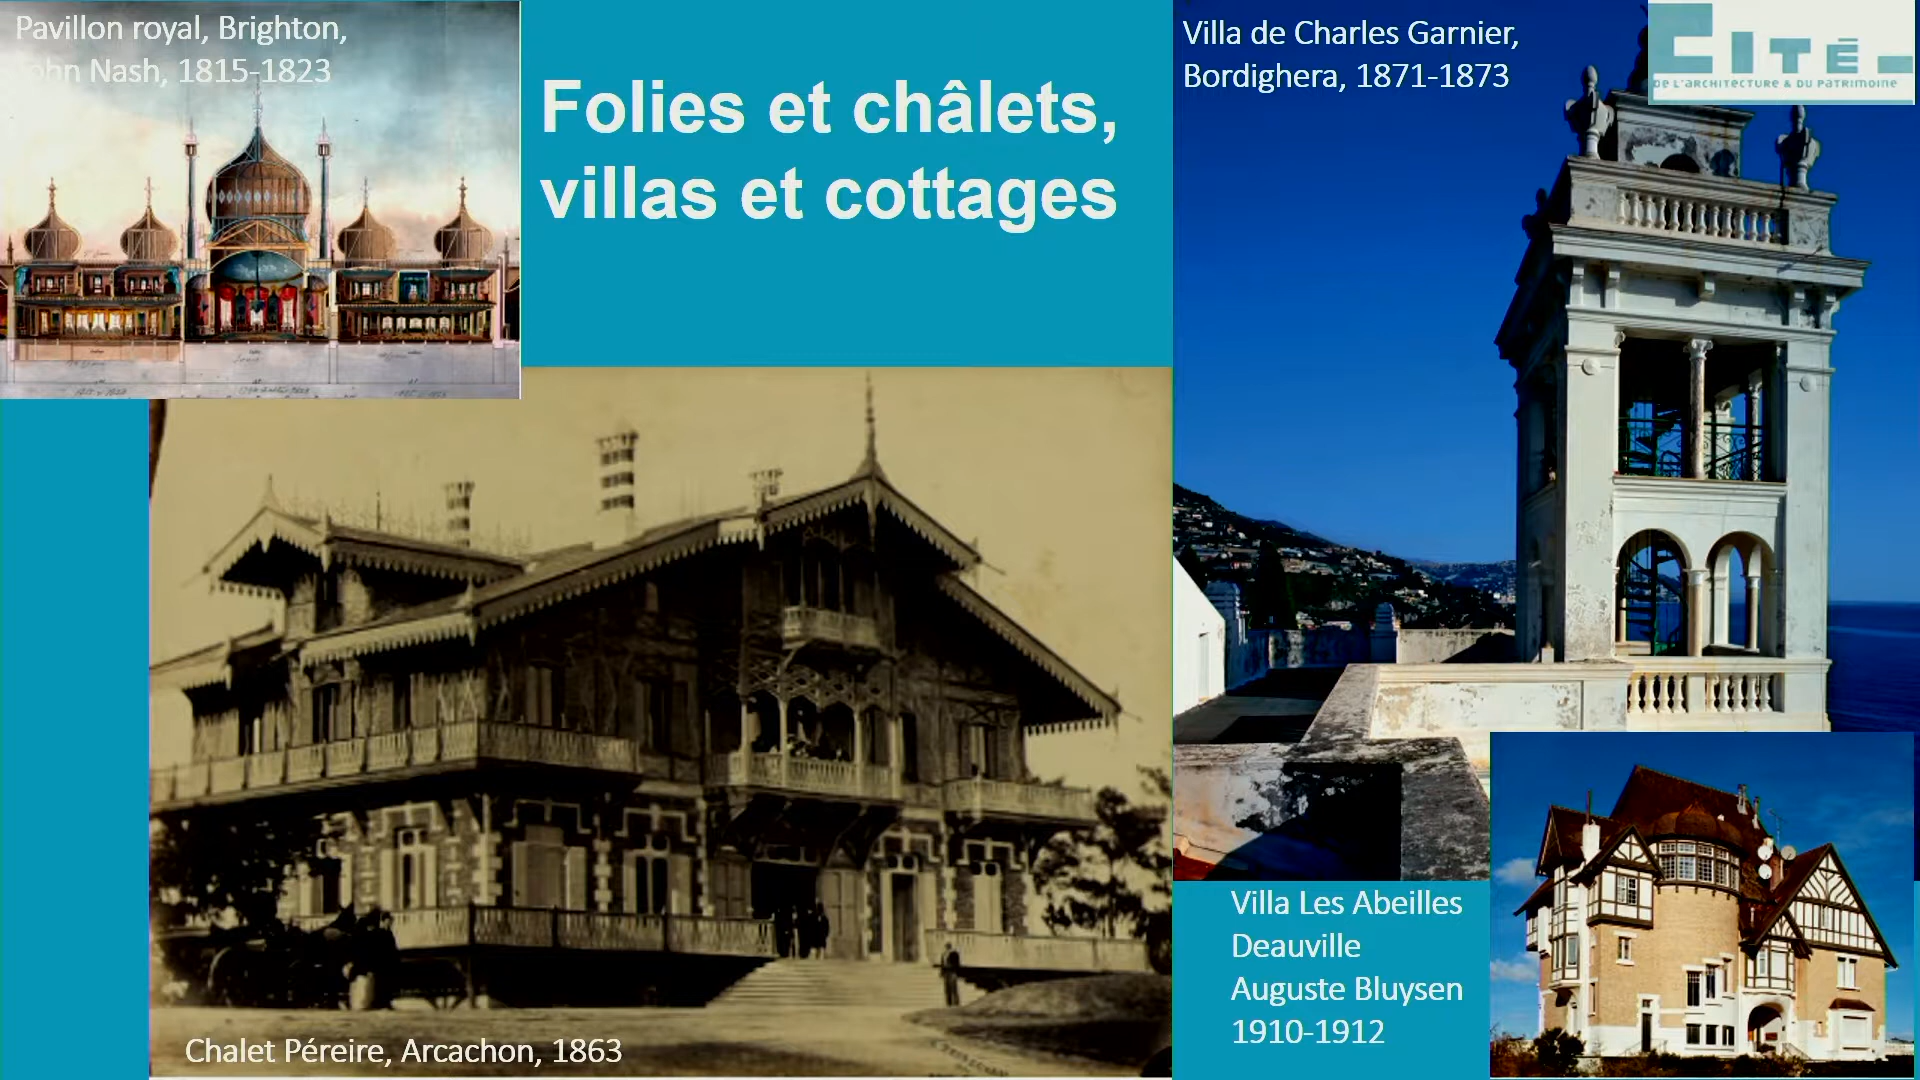 Pavillon royal, Brighton,
John Nash, 1815-1823
Folies et châlets,
villas et cottages
Villa de Charles Garnier,
Bordighera, 1871-1873
CITÉ
DE L'ARCHITECTURE & DU PATRIMOINE
Chalet Péreire, Arcachon, 1863
Villa Les Abeilles
Deauville
Auguste Bluysen
1910-1912